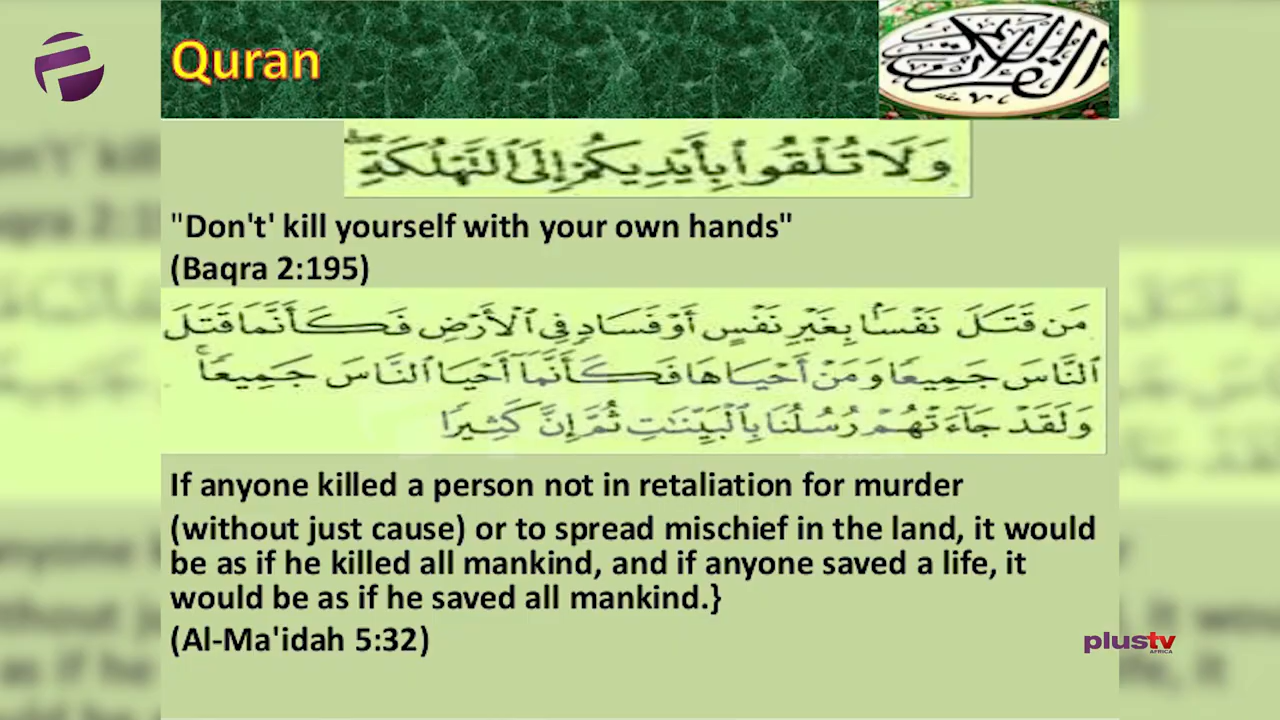 Quran
القرآن الكريم
وَلَا تُلْقُوا۟ بِأَيْدِيكُمْ إِلَى ٱلتَّهْلُكَةِ ۛ
"Don't' kill yourself with your own hands"
(Baqra 2:195)
مَن قَتَلَ نَفْسًۢا بِغَيْرِ نَفْسٍ أَوْ فَسَادٍ فِى ٱلْأَرْضِ فَكَأَنَّمَا قَتَلَ
ٱلنَّاسَ جَمِيعًا وَمَنْ أَحْيَاهَا فَكَأَنَّمَآ أَحْيَا ٱلنَّاسَ جَمِيعًا ۚ
وَلَقَدْ جَآءَتْهُمْ رُسُلُنَا بِٱلْبَيِّنَٰتِ ثُمَّ إِنَّ كَثِيرًا
If anyone killed a person not in retaliation for murder
(without just cause) or to spread mischief in the land, it would
be as if he killed all mankind, and if anyone saved a life, it
would be as if he saved all mankind.}
(Al-Ma'idah 5:32)
plustv
AFRICA